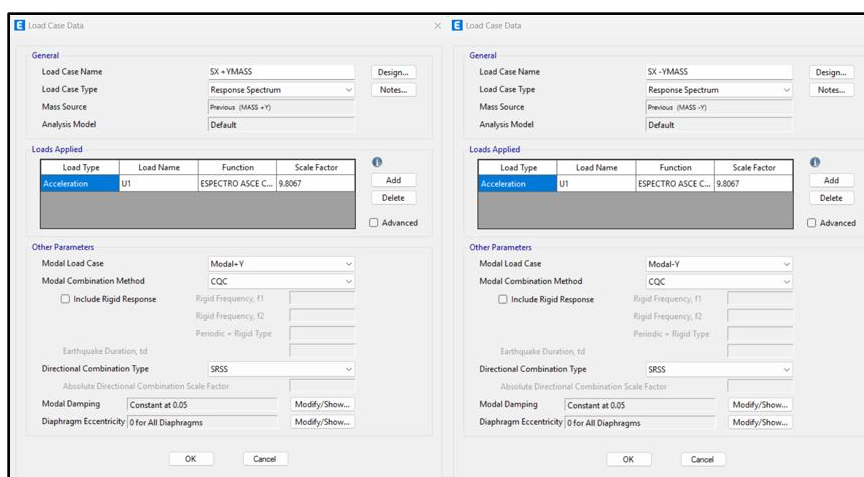 E Load Case Data
General
Load Case Name SX +YMASS Design...
Load Case Type Response Spectrum Notes...
Mass Source Previous (MASS +Y)
Analysis Model Default
Loads Applied
Load Type Load Name Function Scale Factor
Acceleration U1 ESPECTRO ASCE C... 9.8067
Add
Delete
Advanced
Other Parameters
Modal Load Case Modal+Y
Modal Combination Method CQC
Include Rigid Response Rigid Frequency, f1
Rigid Frequency, f2
Periodic + Rigid Type
Earthquake Duration, td
Directional Combination Type SRSS
Absolute Directional Combination Scale Factor
Modal Damping Constant at 0.05 Modify/Show...
Diaphragm Eccentricity 0 for All Diaphragms Modify/Show...
OK Cancel
E Load Case Data
General
Load Case Name SX -YMASS Design...
Load Case Type Response Spectrum Notes...
Mass Source Previous (MASS -Y)
Analysis Model Default
Loads Applied
Load Type Load Name Function Scale Factor
Acceleration U1 ESPECTRO ASCE C... 9.8067
Add
Delete
Advanced
Other Parameters
Modal Load Case Modal-Y
Modal Combination Method CQC
Include Rigid Response Rigid Frequency, f1
Rigid Frequency, f2
Periodic + Rigid Type
Earthquake Duration, td
Directional Combination Type SRSS
Absolute Directional Combination Scale Factor
Modal Damping Constant at 0.05 Modify/Show...
Diaphragm Eccentricity 0 for All Diaphragms Modify/Show...
OK Cancel